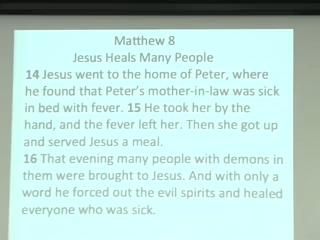 Matthew 8
Jesus Heals Many People
14 Jesus went to the home of Peter, where
he found that Peter's mother-in-law was sick
in bed with fever. 15 He took her by the
hand, and the fever left her. Then she got up
and served Jesus a meal.
16 That evening many people with demons in
them were brought to Jesus. And with only a
word he forced out the evil spirits and healed
everyone who was sick.